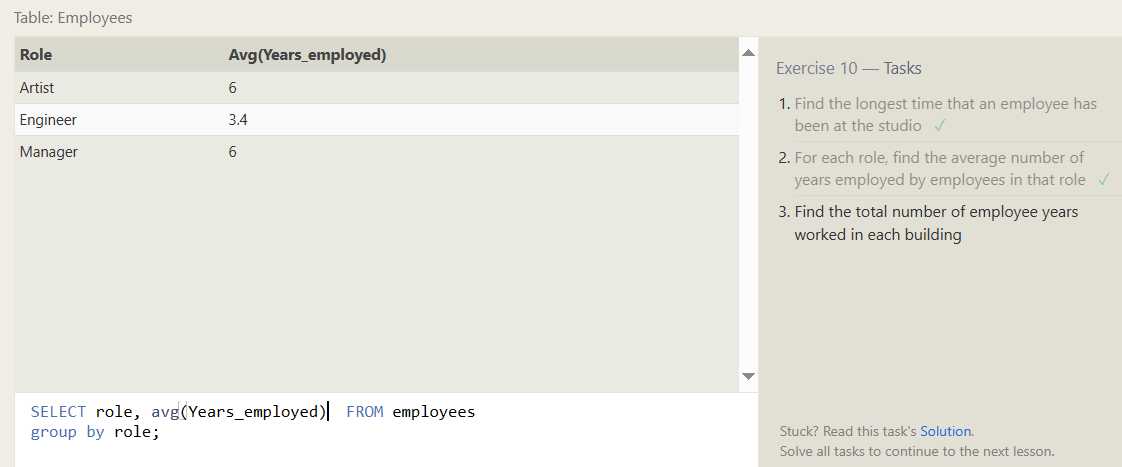 Table: Employees
Role Avg(Years_employed)
Artist 6
Engineer 3.4
Manager 6
SELECT role, avg(Years_employed) FROM employees
group by role;
Exercise 10 — Tasks
1. Find the longest time that an employee has
been at the studio ✓
2. For each role, find the average number of
years employed by employees in that role ✓
3. Find the total number of employee years
worked in each building
Stuck? Read this task's Solution.
Solve all tasks to continue to the next lesson.